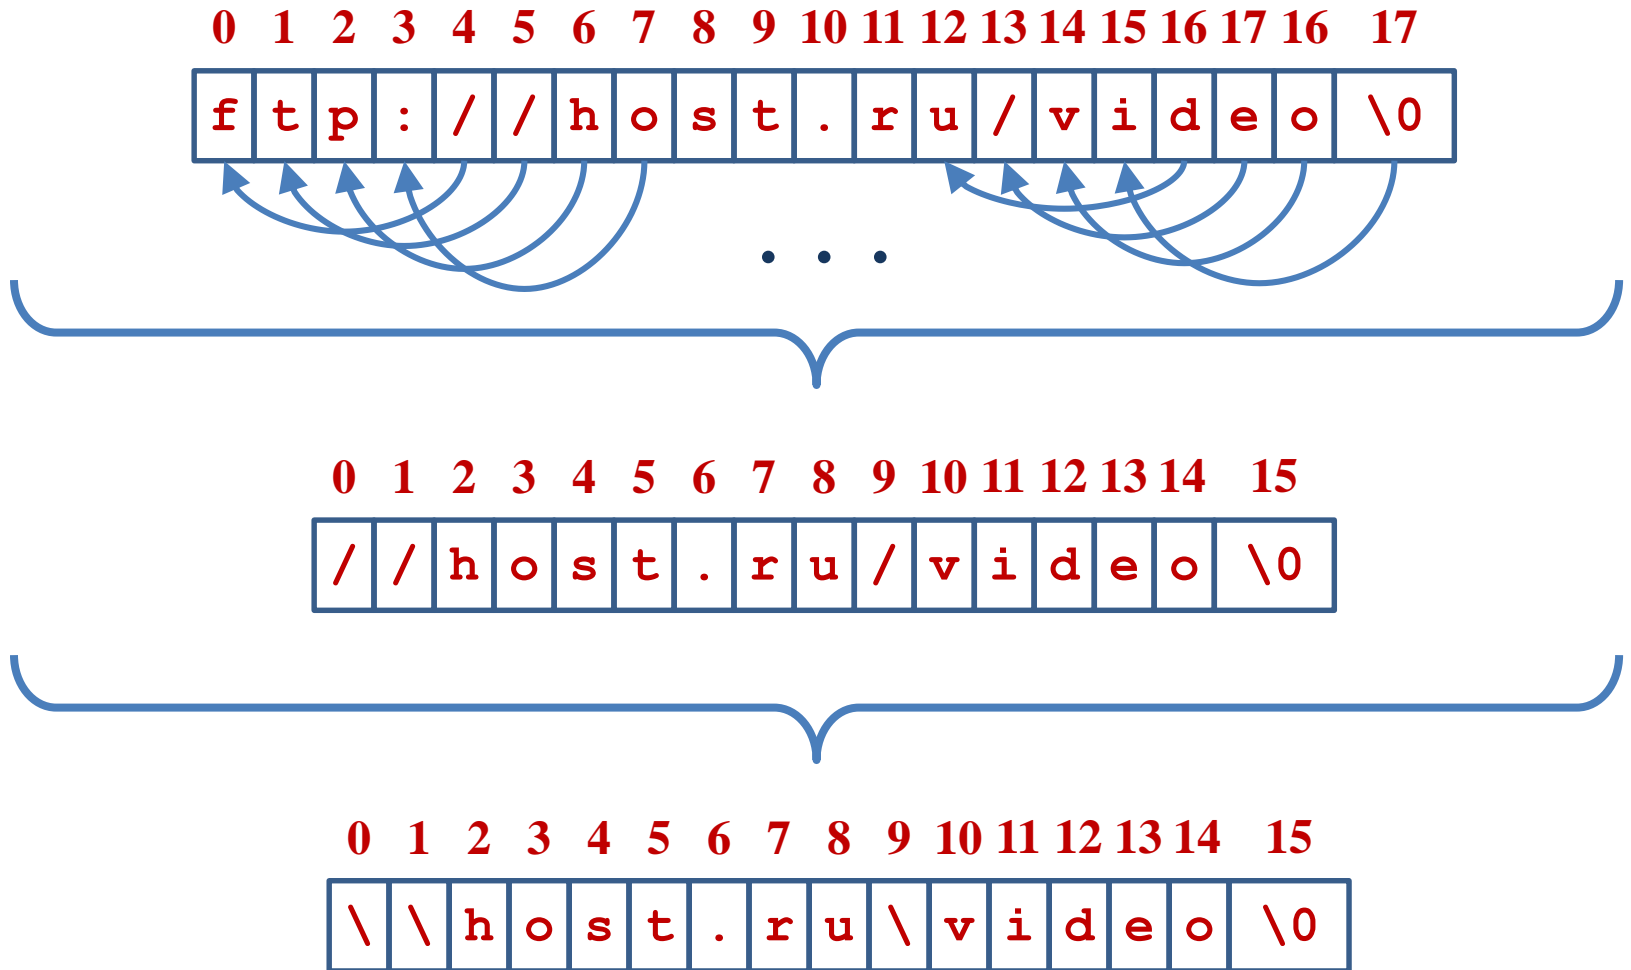 0 1 2 3 4 5 6 7 8 9 10 11 12 13 14 15 16 17 16 17
f t p : / / h o s t . r u / v i d e o \0
. . .
0 1 2 3 4 5 6 7 8 9 10 11 12 13 14 15
/ / h o s t . r u / v i d e o \0
0 1 2 3 4 5 6 7 8 9 10 11 12 13 14 15
\ \ h o s t . r u \ v i d e o \0